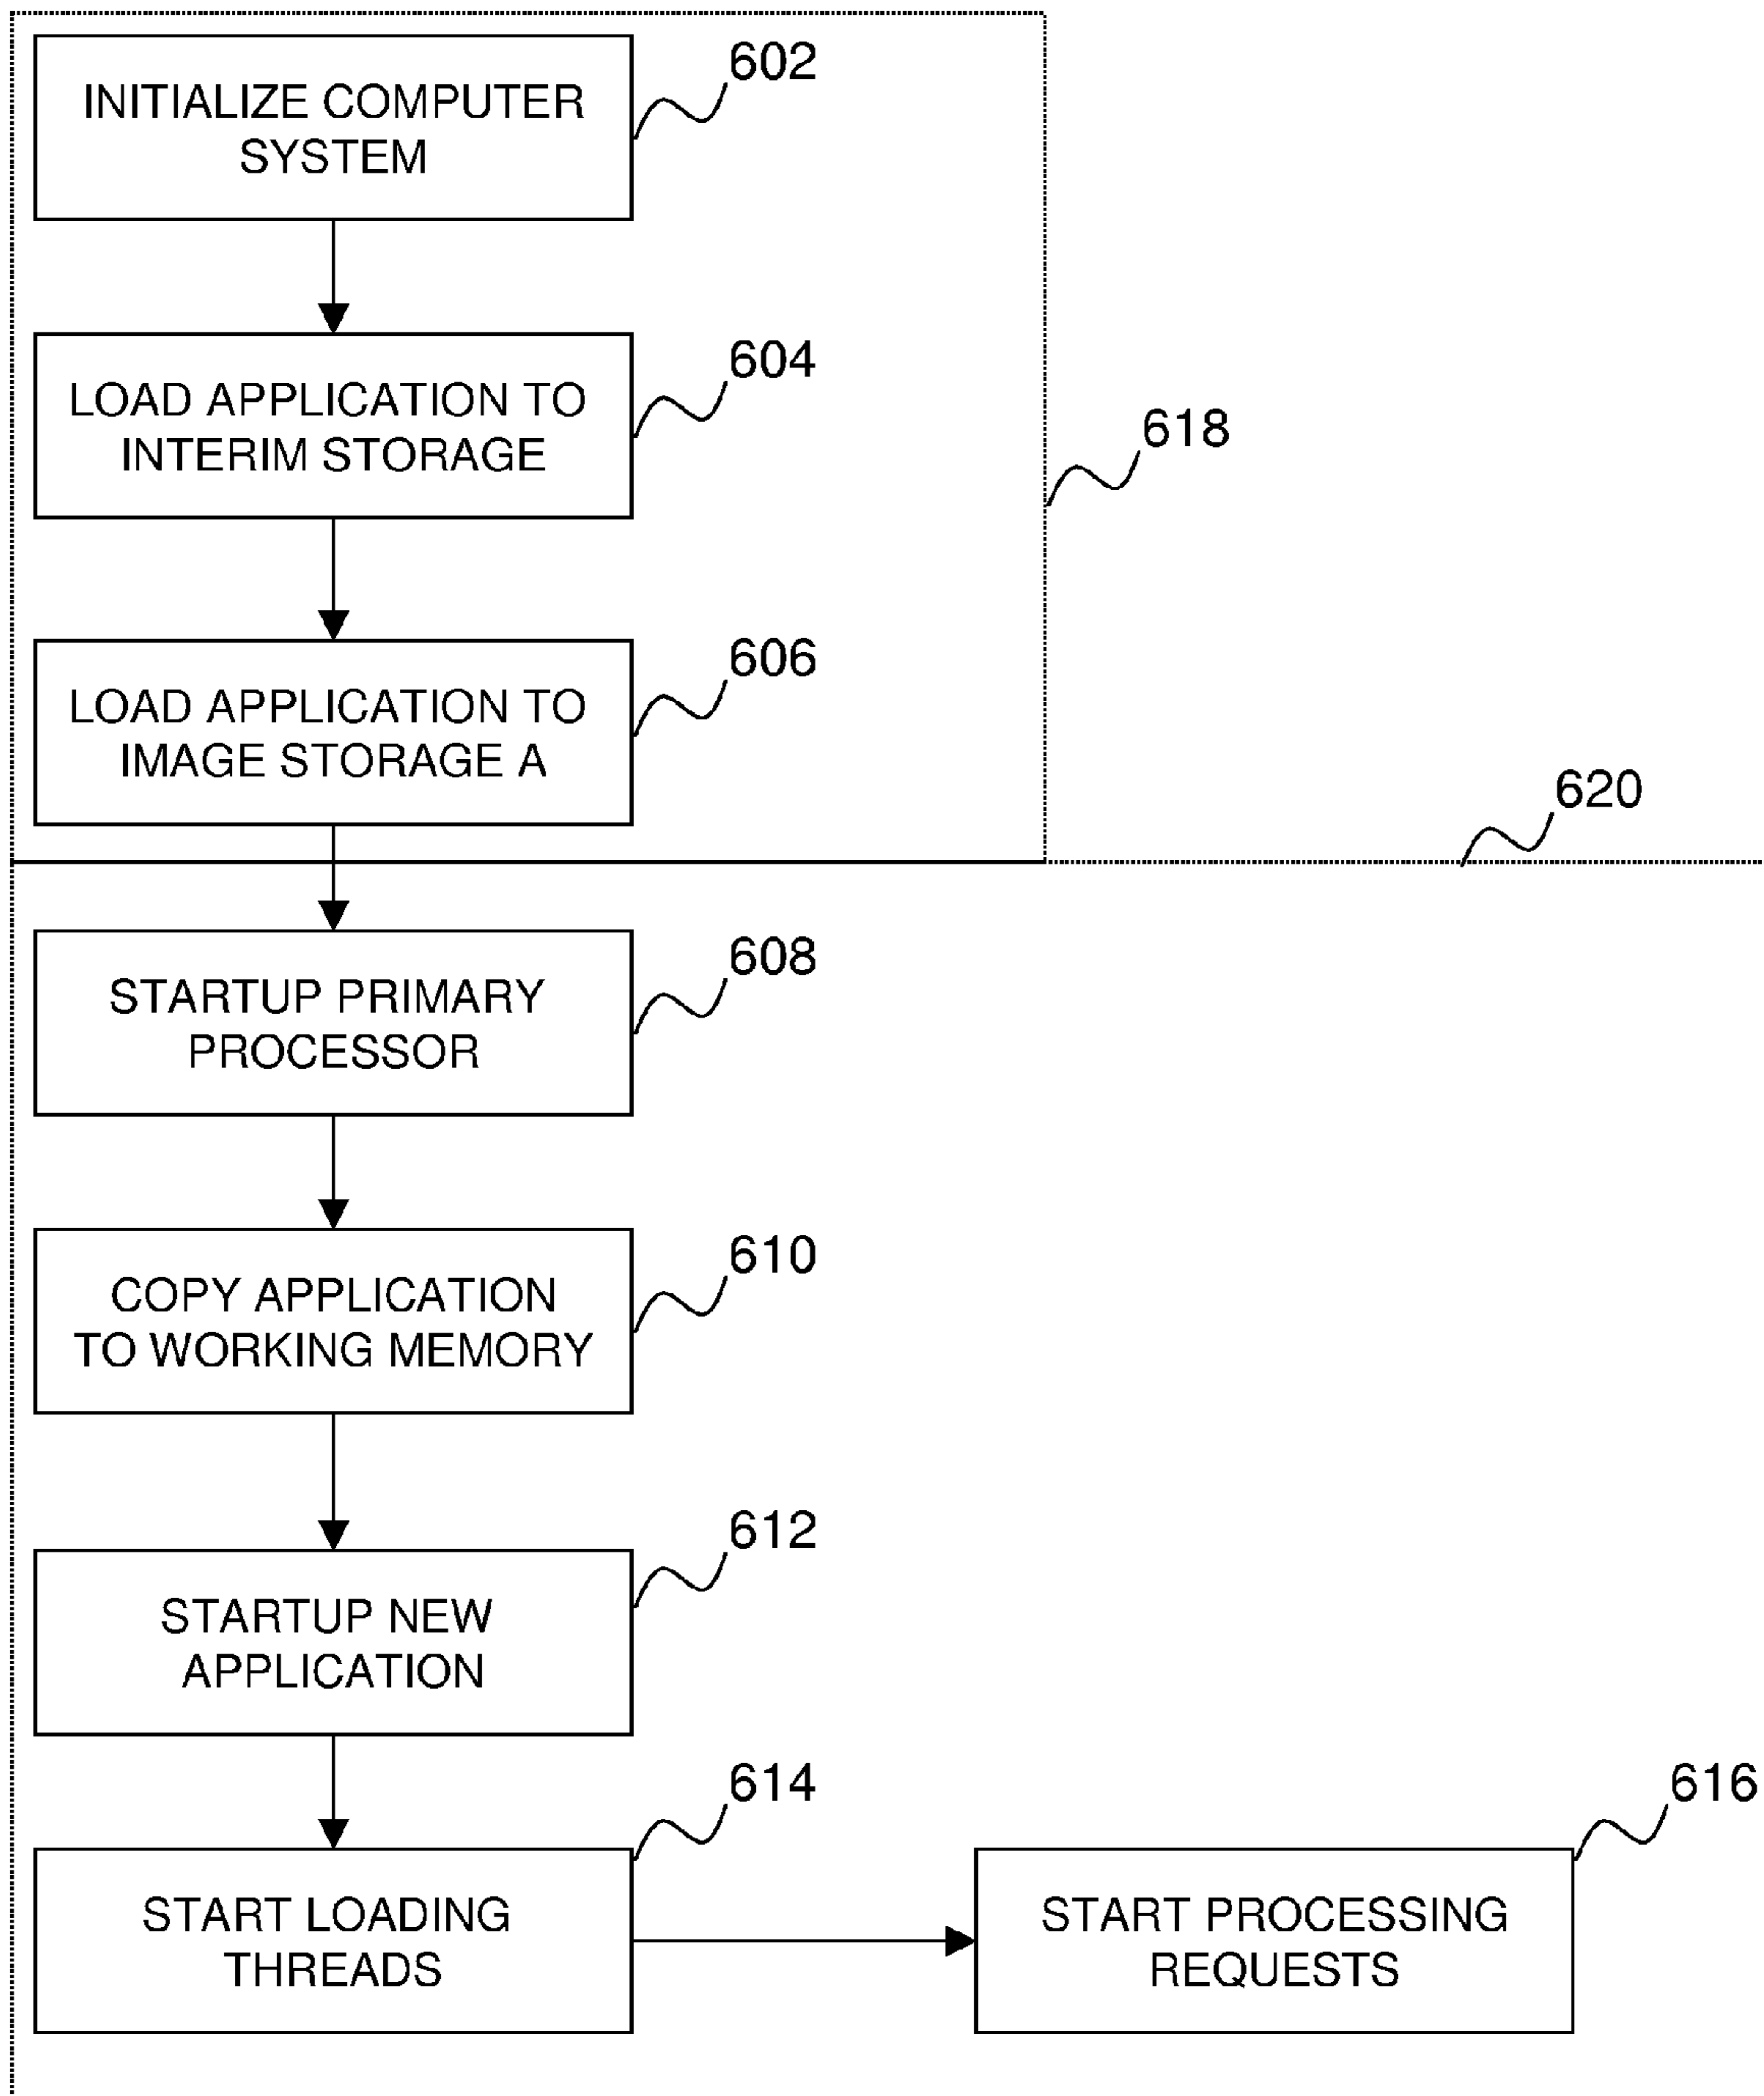 602
INITIALIZE COMPUTER
SYSTEM
604
LOAD APPLICATION TO
INTERIM STORAGE
618
606
LOAD APPLICATION TO
IMAGE STORAGE A
620
608
STARTUP PRIMARY
PROCESSOR
610
COPY APPLICATION
TO WORKING MEMORY
612
STARTUP NEW
APPLICATION
614
START LOADING
THREADS
616
START PROCESSING
REQUESTS